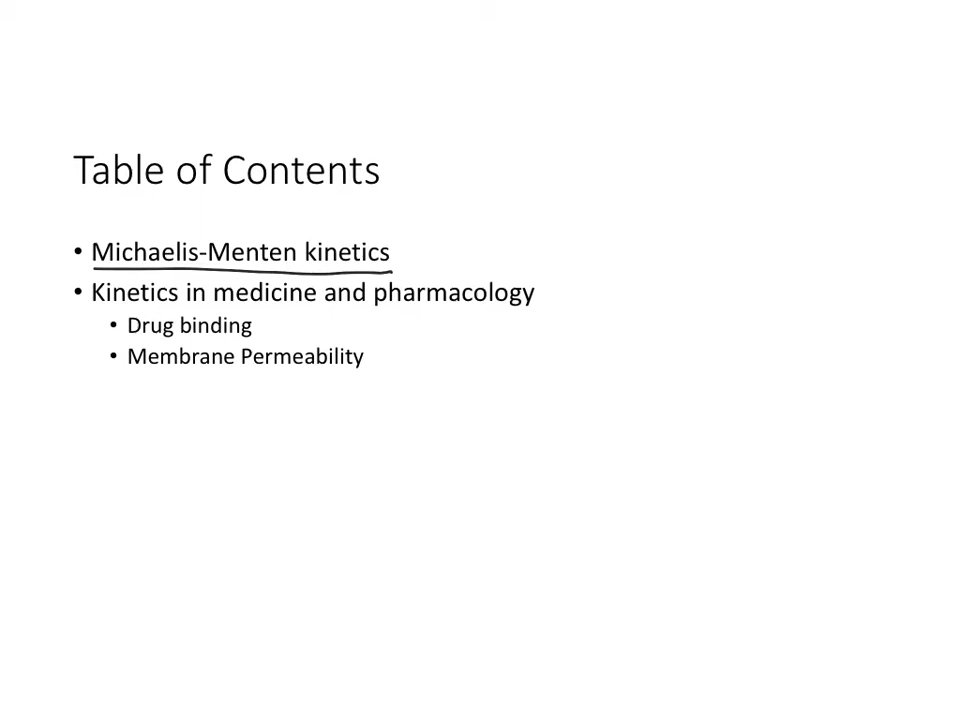 Table of Contents
• Michaelis-Menten kinetics
• Kinetics in medicine and pharmacology
• Drug binding
• Membrane Permeability